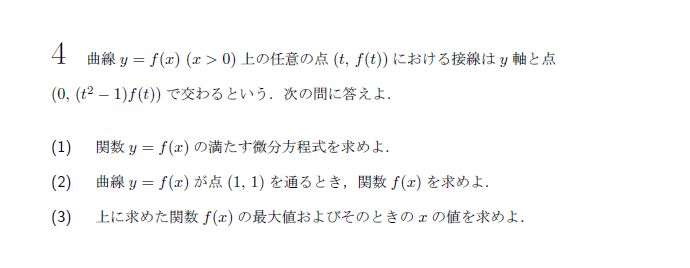 4 曲線 y = f(x) (x > 0) 上の任意の点 (t, f(t)) における接線は y 軸と点
(0, (t² − 1)f(t)) で交わるという．次の問に答えよ．
(1) 関数 y = f(x) の満たす微分方程式を求めよ．
(2) 曲線 y = f(x) が点 (1, 1) を通るとき，関数 f(x) を求めよ．
(3) 上に求めた関数 f(x) の最大値およびそのときの x の値を求めよ．